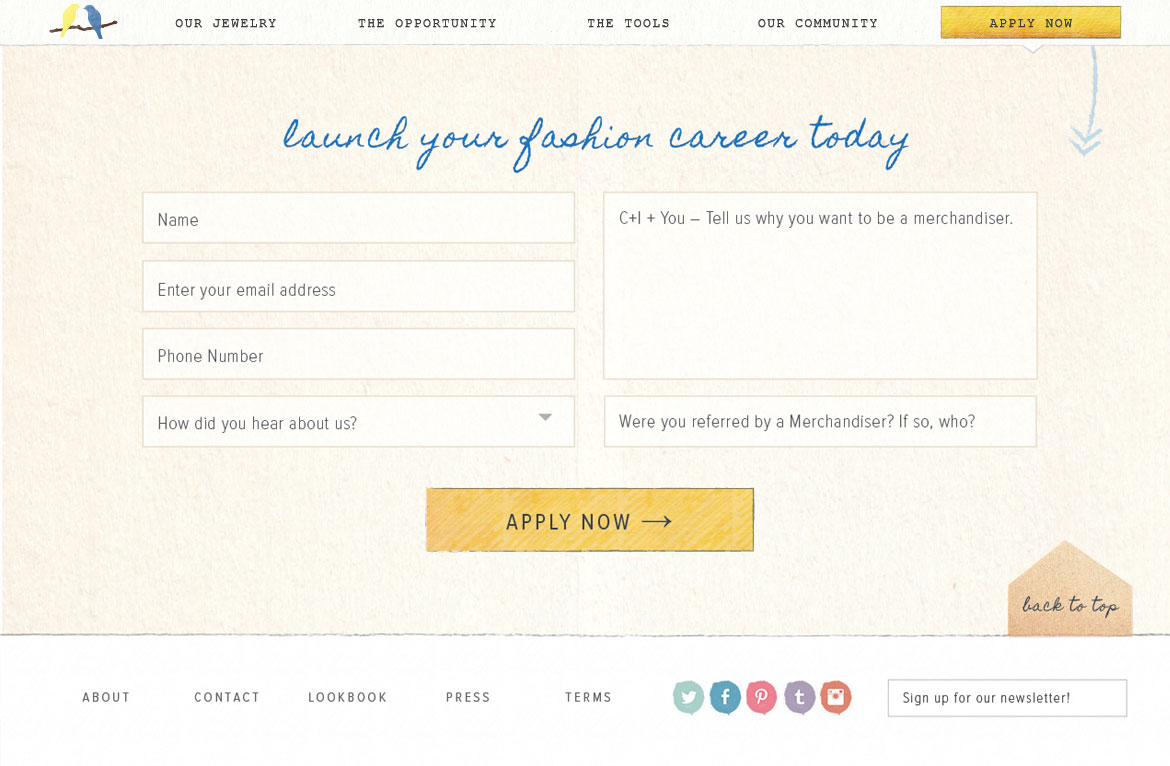 OUR JEWELRY
THE OPPORTUNITY
THE TOOLS
OUR COMMUNITY
APPLY NOW
launch your fashion career today
Name
C+I + You – Tell us why you want to be a merchandiser.
Enter your email address
Phone Number
How did you hear about us?
Were you referred by a Merchandiser? If so, who?
APPLY NOW →
back to top
ABOUT
CONTACT
LOOKBOOK
PRESS
TERMS
Sign up for our newsletter!